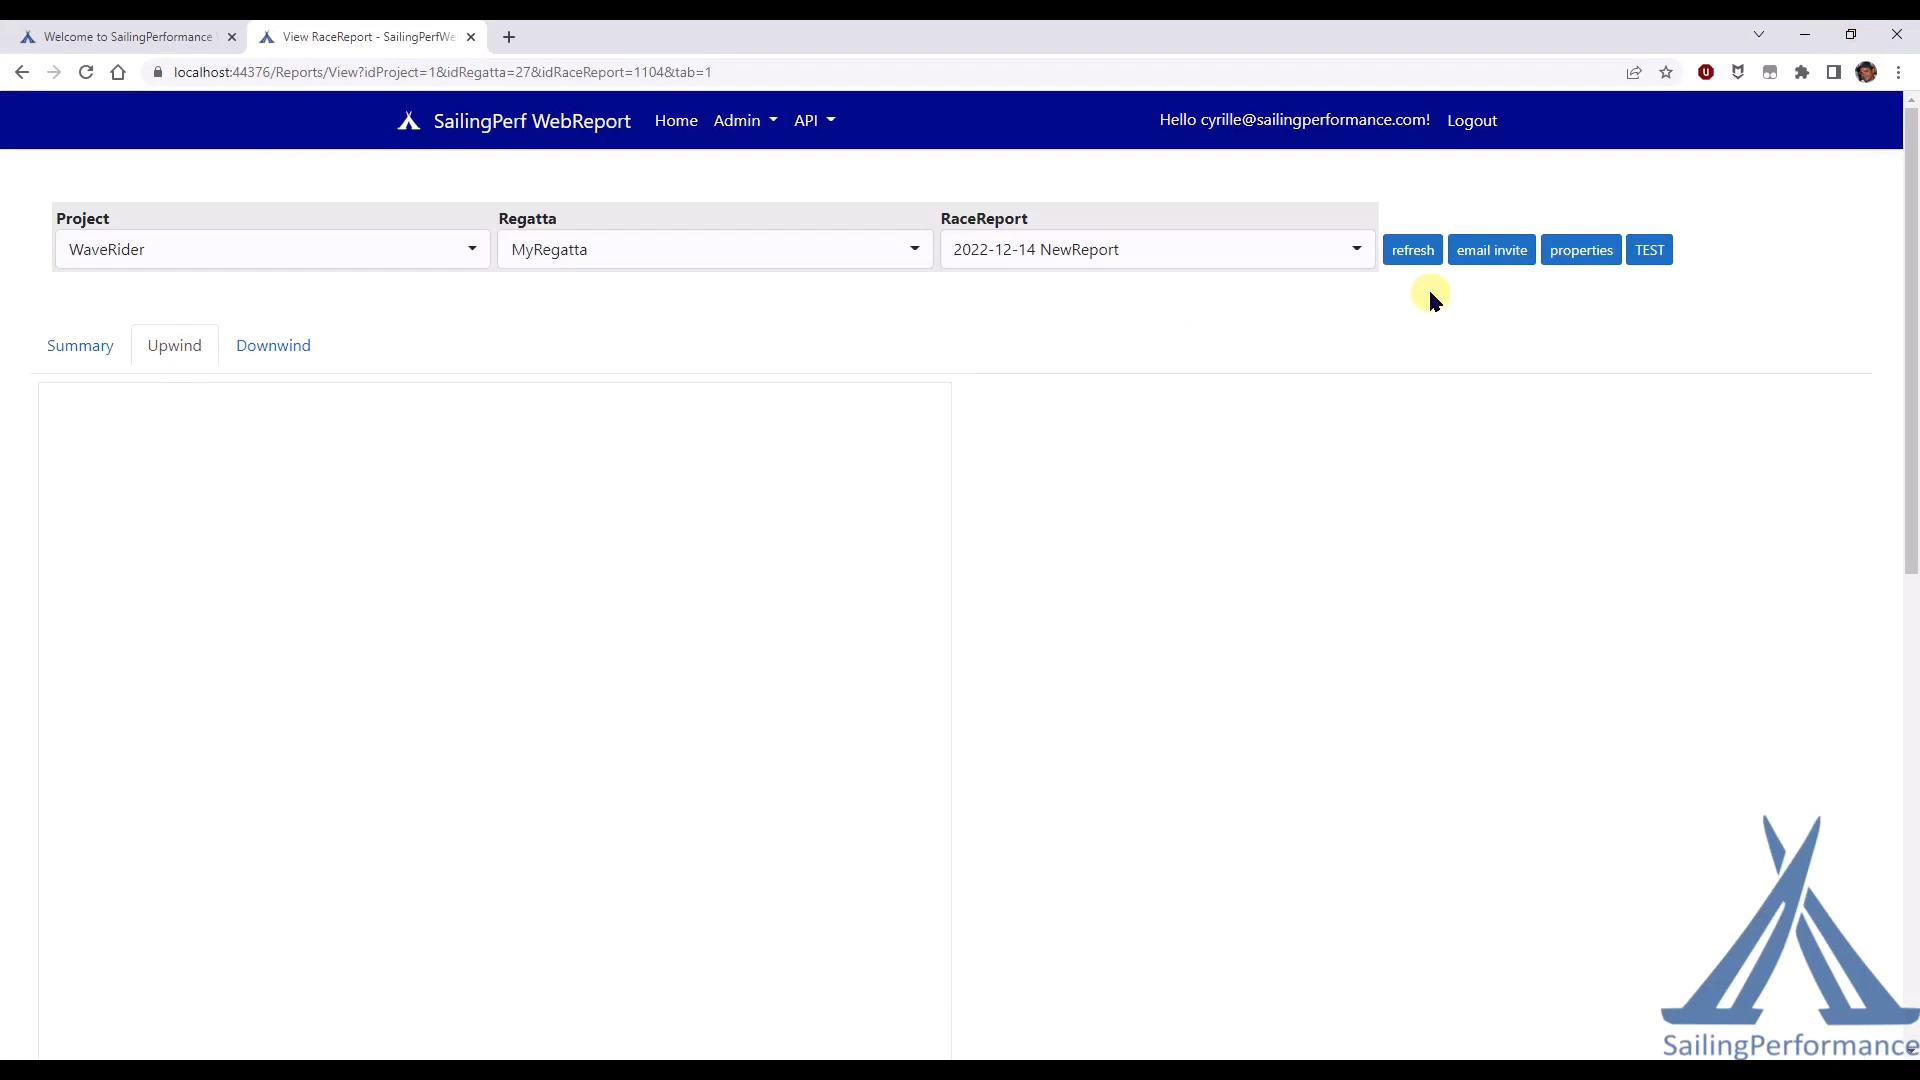 Welcome to SailingPerformance
View RaceReport - SailingPerfWe
localhost:44376/Reports/View?idProject=1&idRegatta=27&idRaceReport=1104&tab=1
SailingPerf WebReport Home Admin API Hello cyrille@sailingperformance.com! Logout
Project Regatta RaceReport
WaveRider MyRegatta 2022-12-14 NewReport refresh email invite properties TEST
Summary Upwind Downwind
SailingPerformance